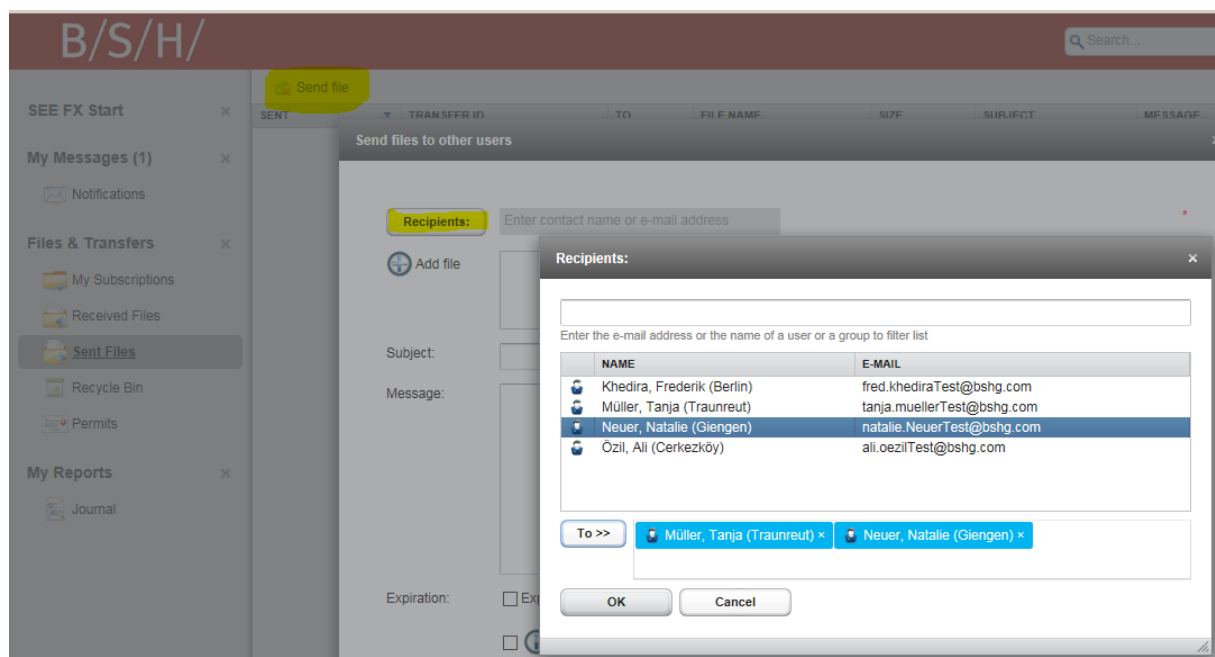 B/S/H/
Search...
Send file
SEE FX Start
SENT TRANSFER ID TO FILE NAME SIZE SUBJECT MESSAGE
Send files to other users
My Messages (1)
Notifications
Recipients: Enter contact name or e-mail address *
Files & Transfers
Add file
Recipients:
My Subscriptions
Received Files
Enter the e-mail address or the name of a user or a group to filter list
Subject:
Sent Files
NAME E-MAIL
Recycle Bin
Message:
Khedira, Frederik (Berlin) fred.khediraTest@bshg.com
Müller, Tanja (Traunreut) tanja.muellerTest@bshg.com
Permits
Neuer, Natalie (Giengen) natalie.NeuerTest@bshg.com
Özil, Ali (Cerkezköy) ali.oezilTest@bshg.com
My Reports
Journal
To >> Müller, Tanja (Traunreut) × Neuer, Natalie (Giengen) ×
Expiration:
OK Cancel